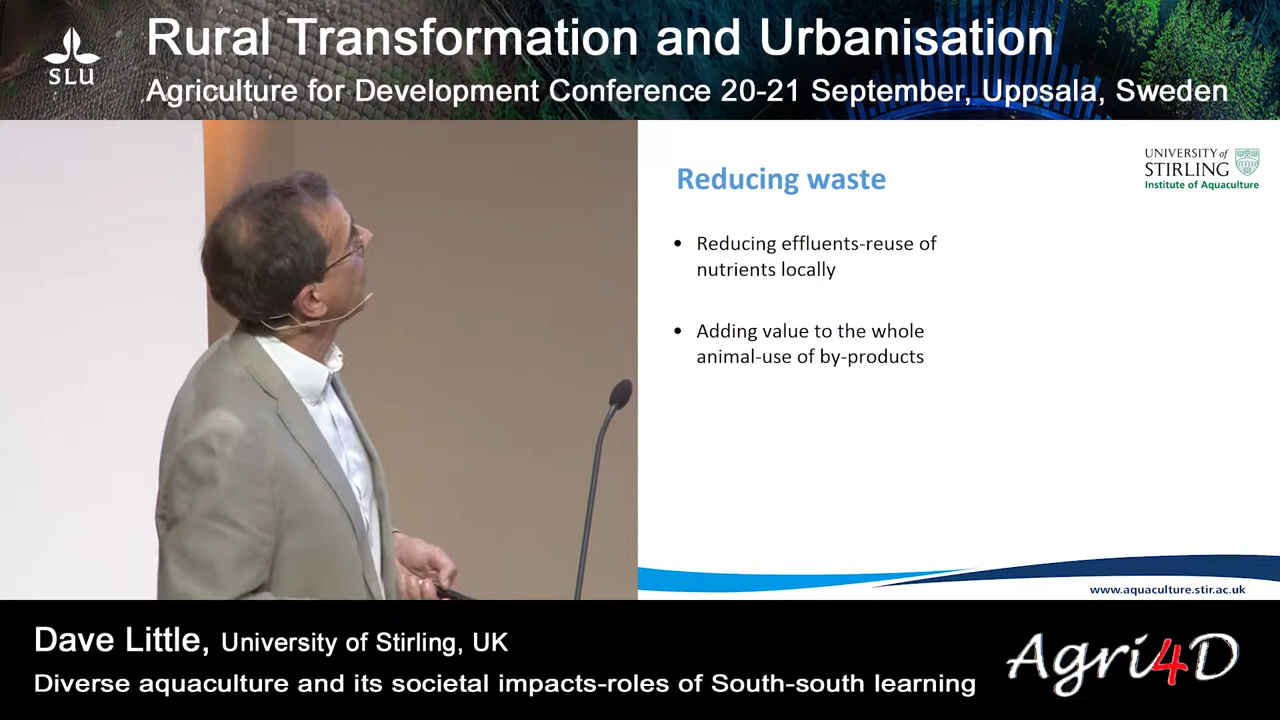 Rural Transformation and Urbanisation
SLU
Agriculture for Development Conference 20-21 September, Uppsala, Sweden
UNIVERSITY of
STIRLING
Institute of Aquaculture
Reducing waste
• Reducing effluents-reuse of
nutrients locally
• Adding value to the whole
animal-use of by-products
www.aquaculture.stir.ac.uk
Dave Little, University of Stirling, UK
Diverse aquaculture and its societal impacts-roles of South-south learning
Agri4D